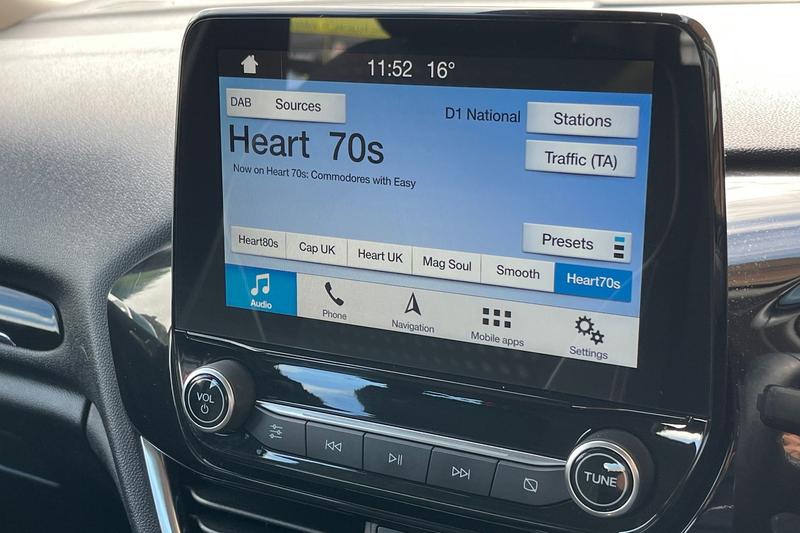 11:52 16°
DAB Sources
D1 National
Stations
Heart 70s
Traffic (TA)
Now on Heart 70s: Commodores with Easy
Presets
Heart80s
Cap UK
Heart UK
Mag Soul
Smooth
Heart70s
Audio
Phone
Navigation
Mobile apps
Settings
VOL
TUNE